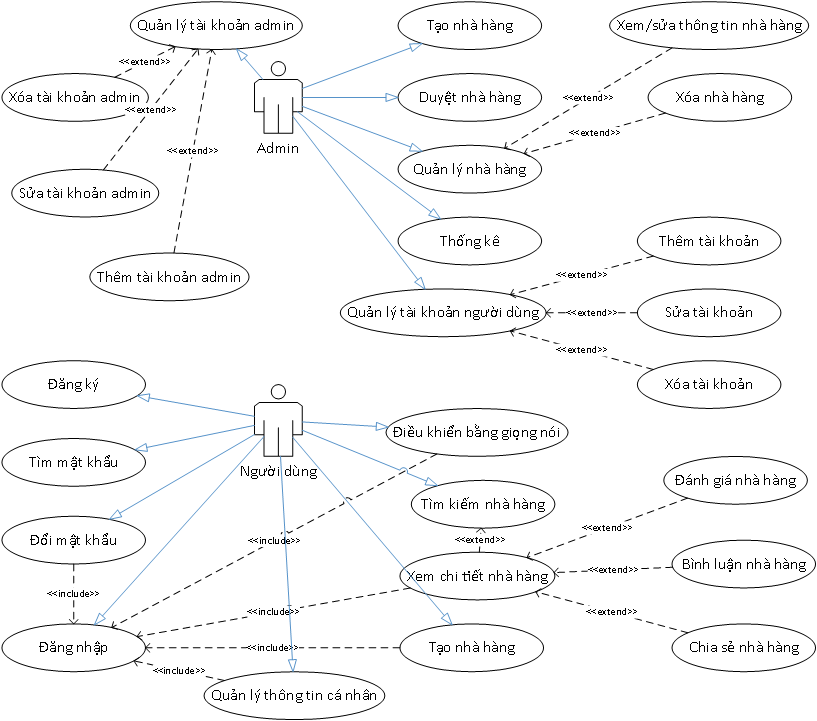 Quản lý tài khoản admin
Tạo nhà hàng
Xem/sửa thông tin nhà hàng
<<extend>>
Xóa tài khoản admin
<<extend>>
Duyệt nhà hàng
<<extend>>
Xóa nhà hàng
<<extend>>
Admin
<<extend>>
Quản lý nhà hàng
Sửa tài khoản admin
Thống kê
Thêm tài khoản
Thêm tài khoản admin
<<extend>>
Quản lý tài khoản người dùng
<<extend>>
Sửa tài khoản
<<extend>>
Đăng ký
Xóa tài khoản
Điều khiển bằng giọng nói
Tìm mật khẩu
Người dùng
Đánh giá nhà hàng
Tìm kiếm nhà hàng
<<extend>>
Đổi mật khẩu
<<include>>
<<extend>>
Bình luận nhà hàng
Xem chi tiết nhà hàng
<<extend>>
<<include>>
<<include>>
<<extend>>
Đăng nhập
<<include>>
Tạo nhà hàng
Chia sẻ nhà hàng
<<include>>
Quản lý thông tin cá nhân